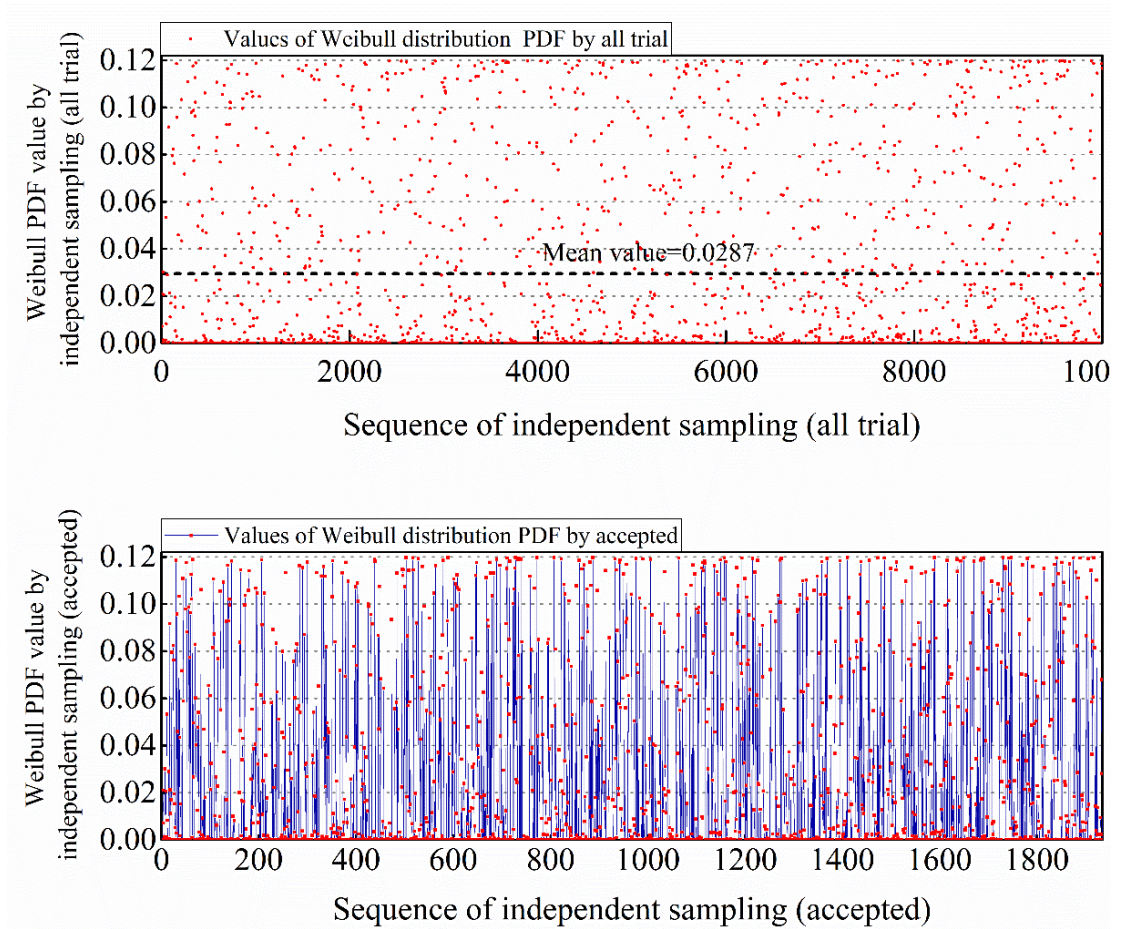 Values of Weibull distribution PDF by all trial
Weibull PDF value by
independent sampling (all trial)
0.12
0.10
0.08
0.06
0.04
0.02
0.00
Mean value=0.0287
0 2000 4000 6000 8000 100
Sequence of independent sampling (all trial)
Values of Weibull distribution PDF by accepted
Weibull PDF value by
independent sampling (accepted)
0.12
0.10
0.08
0.06
0.04
0.02
0.00
0 200 400 600 800 1000 1200 1400 1600 1800
Sequence of independent sampling (accepted)